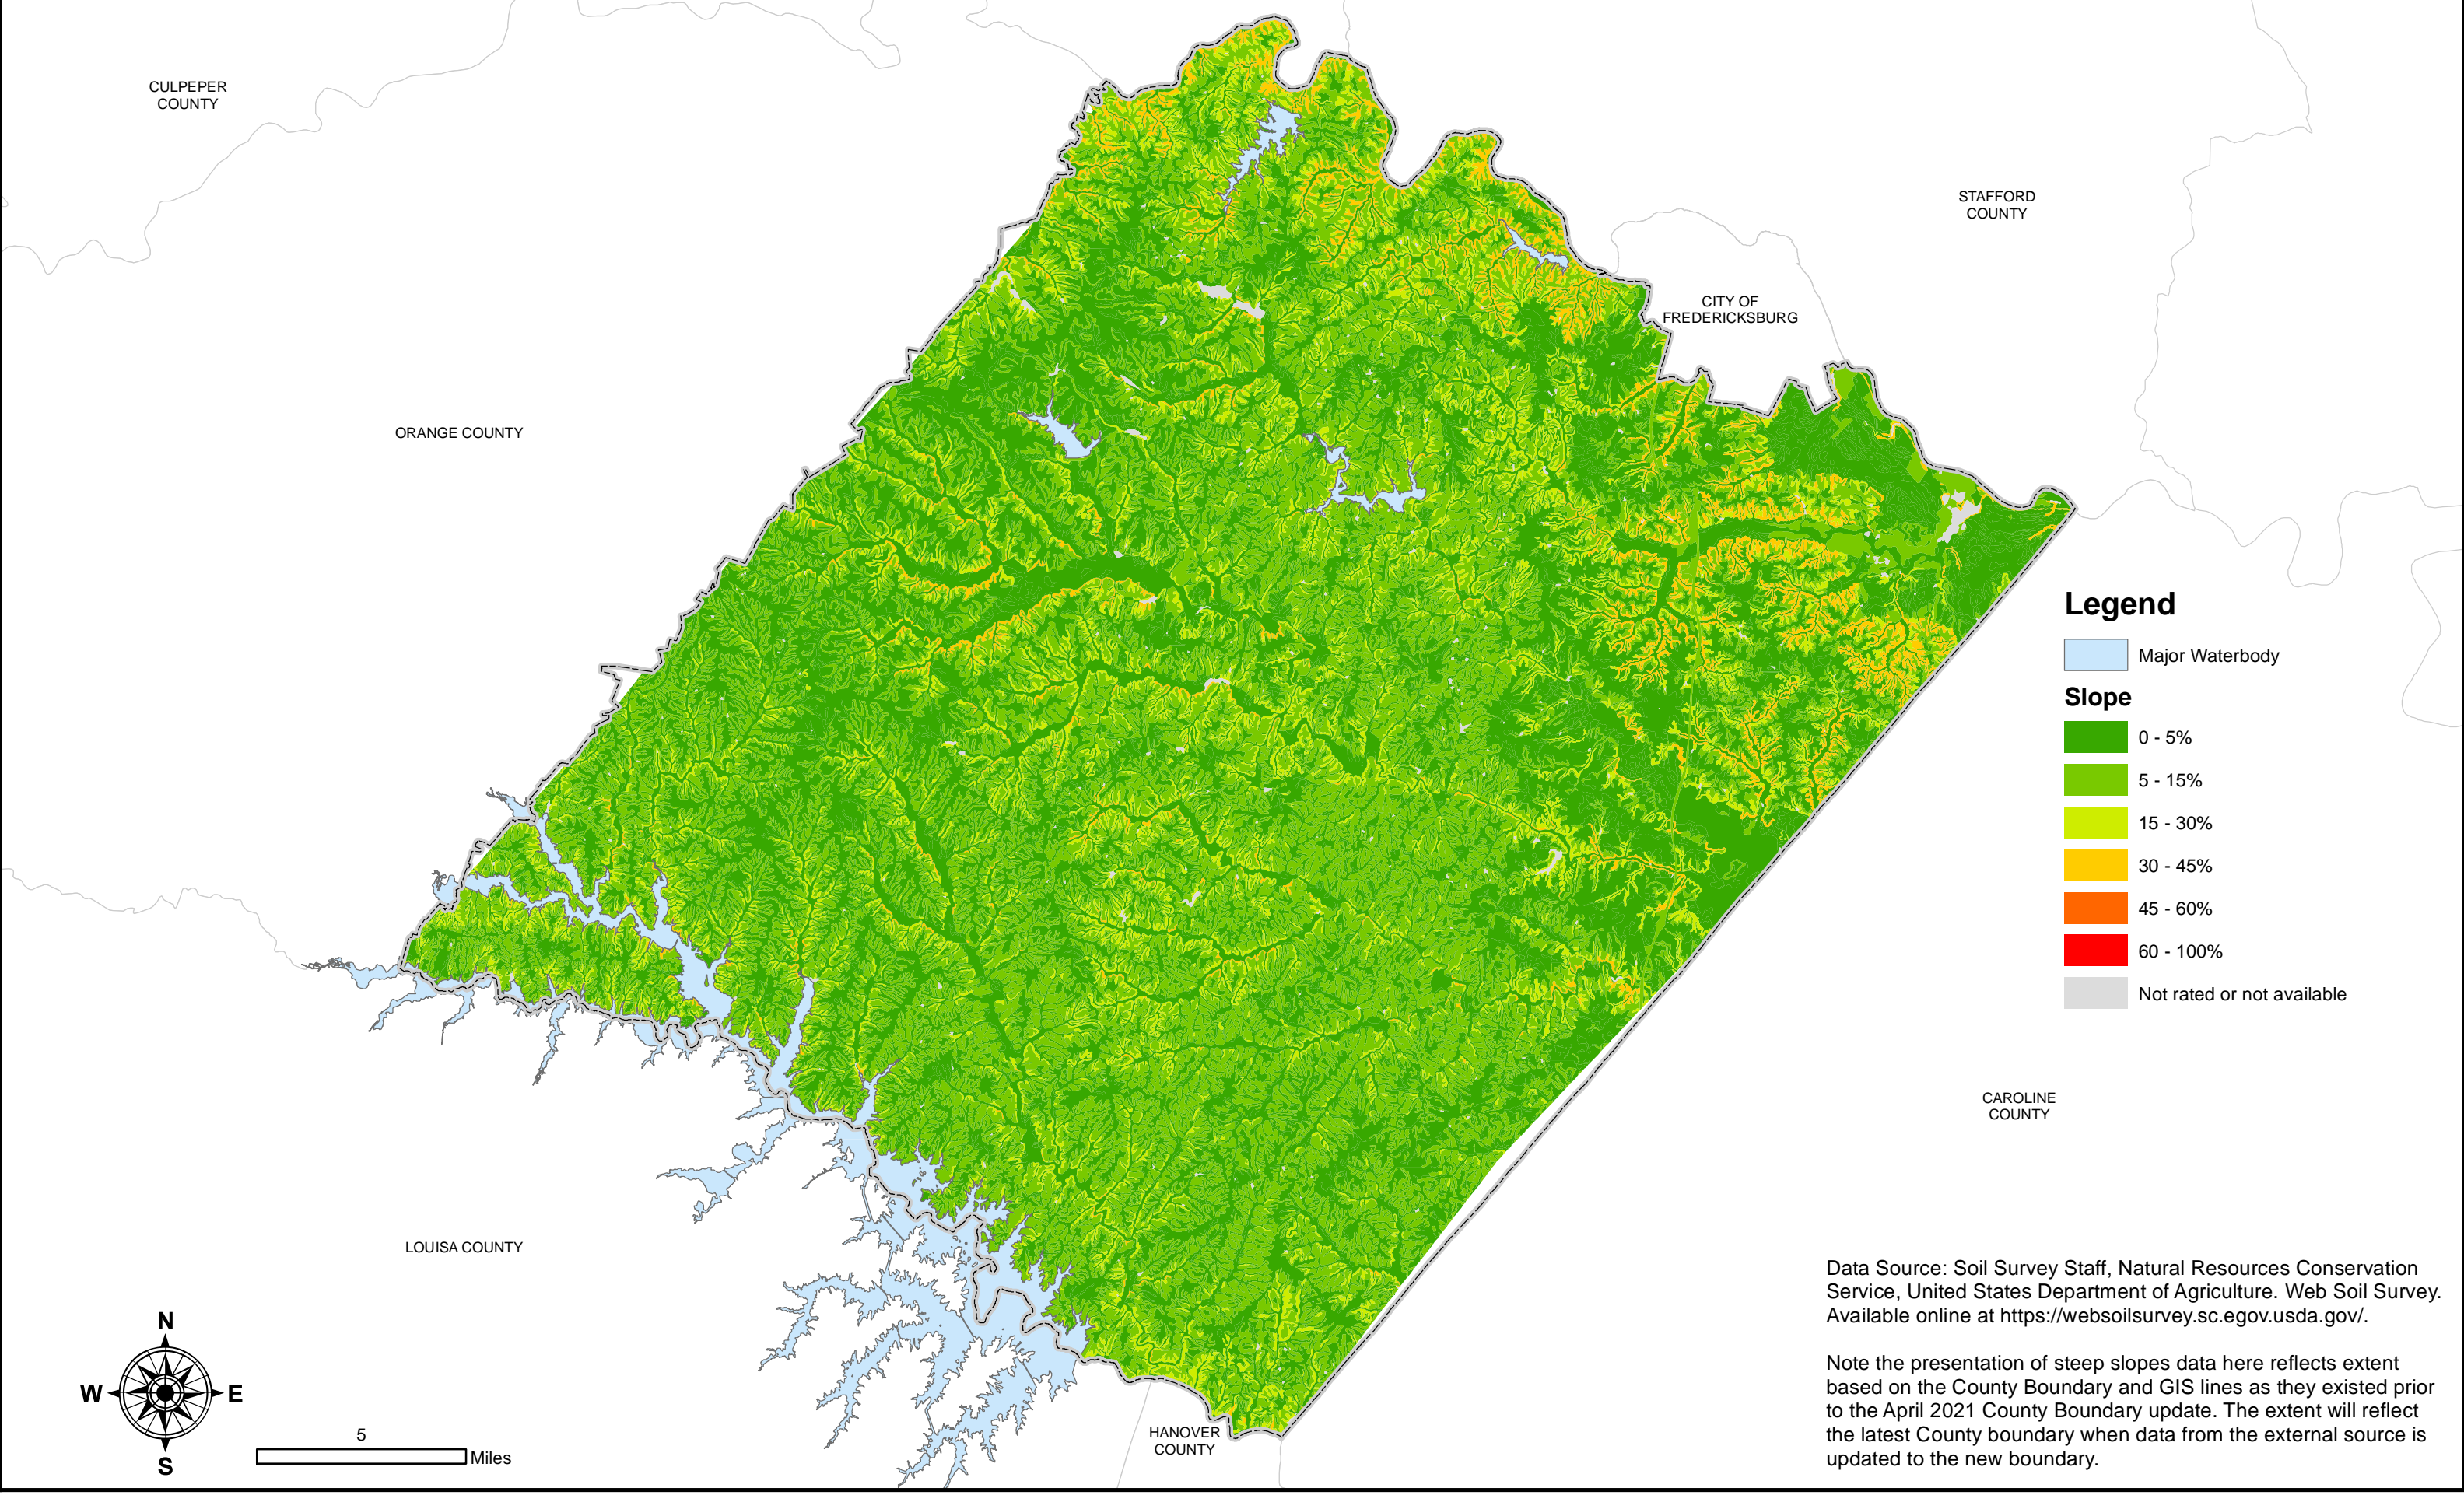 CULPEPER
COUNTY
STAFFORD
COUNTY
CITY OF
FREDERICKSBURG
ORANGE COUNTY
Legend
Major Waterbody
Slope
0 - 5%
5 - 15%
15 - 30%
30 - 45%
45 - 60%
60 - 100%
Not rated or not available
CAROLINE
COUNTY
LOUISA COUNTY
HANOVER
COUNTY
N
W
E
S
5
Miles
Data Source: Soil Survey Staff, Natural Resources Conservation
Service, United States Department of Agriculture. Web Soil Survey.
Available online at https://websoilsurvey.sc.egov.usda.gov/.
Note the presentation of steep slopes data here reflects extent
based on the County Boundary and GIS lines as they existed prior
to the April 2021 County Boundary update. The extent will reflect
the latest County boundary when data from the external source is
updated to the new boundary.